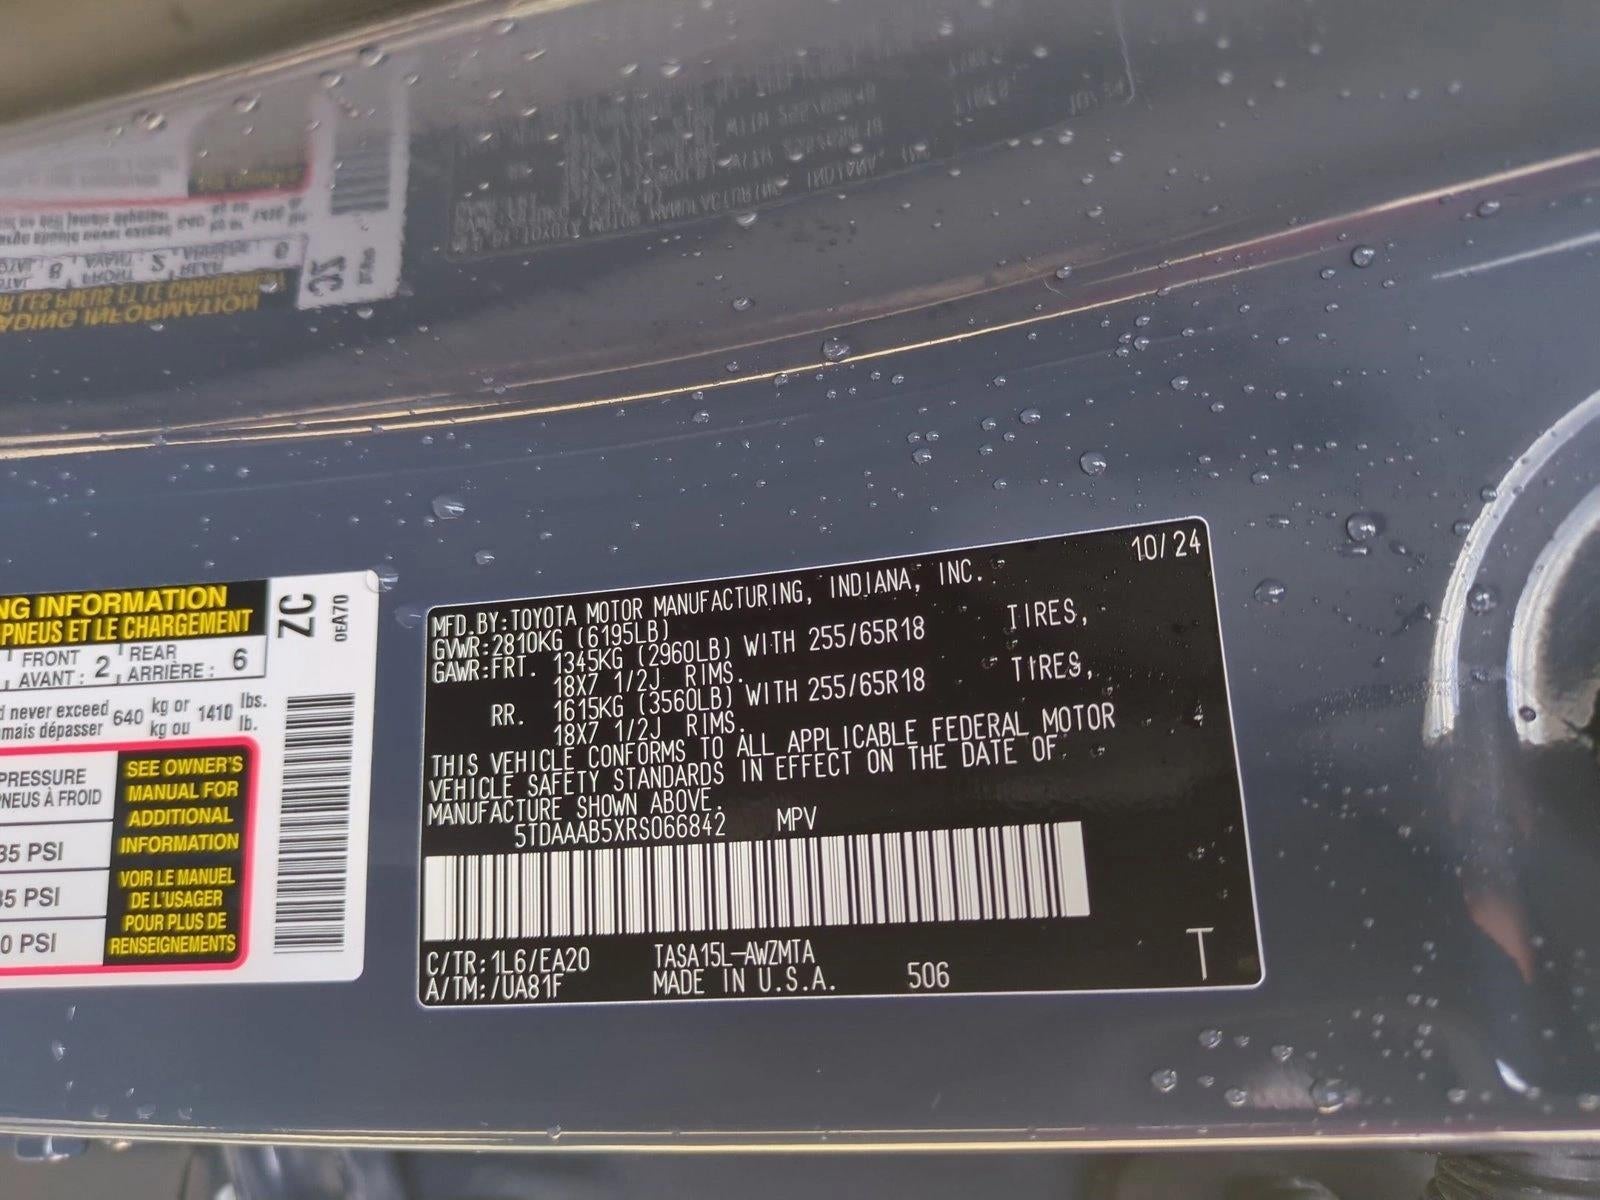 NG INFORMATION
PNEUS ET LE CHARGEMENT
FRONT AVANT : 2 REAR ARRIÈRE : 6
never exceed 640 kg or 1410 lbs.
mais dépasser kg ou lb.
PRESSURE
PNEUS À FROID
35 PSI
35 PSI
0 PSI
SEE OWNER'S
MANUAL FOR
ADDITIONAL
INFORMATION
VOIR LE MANUEL
DE L'USAGER
POUR PLUS DE
RENSEIGNEMENTS
ZC
0EA70
10/24
MFD.BY:TOYOTA MOTOR MANUFACTURING, INDIANA, INC.
GVWR:2810KG (6195LB)
GAWR:FRT. 1345KG (2960LB) WITH 255/65R18 TIRES,
18X7 1/2J RIMS.
RR. 1615KG (3560LB) WITH 255/65R18 TIRES,
18X7 1/2J RIMS.
THIS VEHICLE CONFORMS TO ALL APPLICABLE FEDERAL MOTOR
VEHICLE SAFETY STANDARDS IN EFFECT ON THE DATE OF
MANUFACTURE SHOWN ABOVE.
5TDAAAB5XRS066842 MPV
C/TR:1L6/EA20 TASA15L-AWZMTA
A/TM:/UA81F MADE IN U.S.A. 506
T